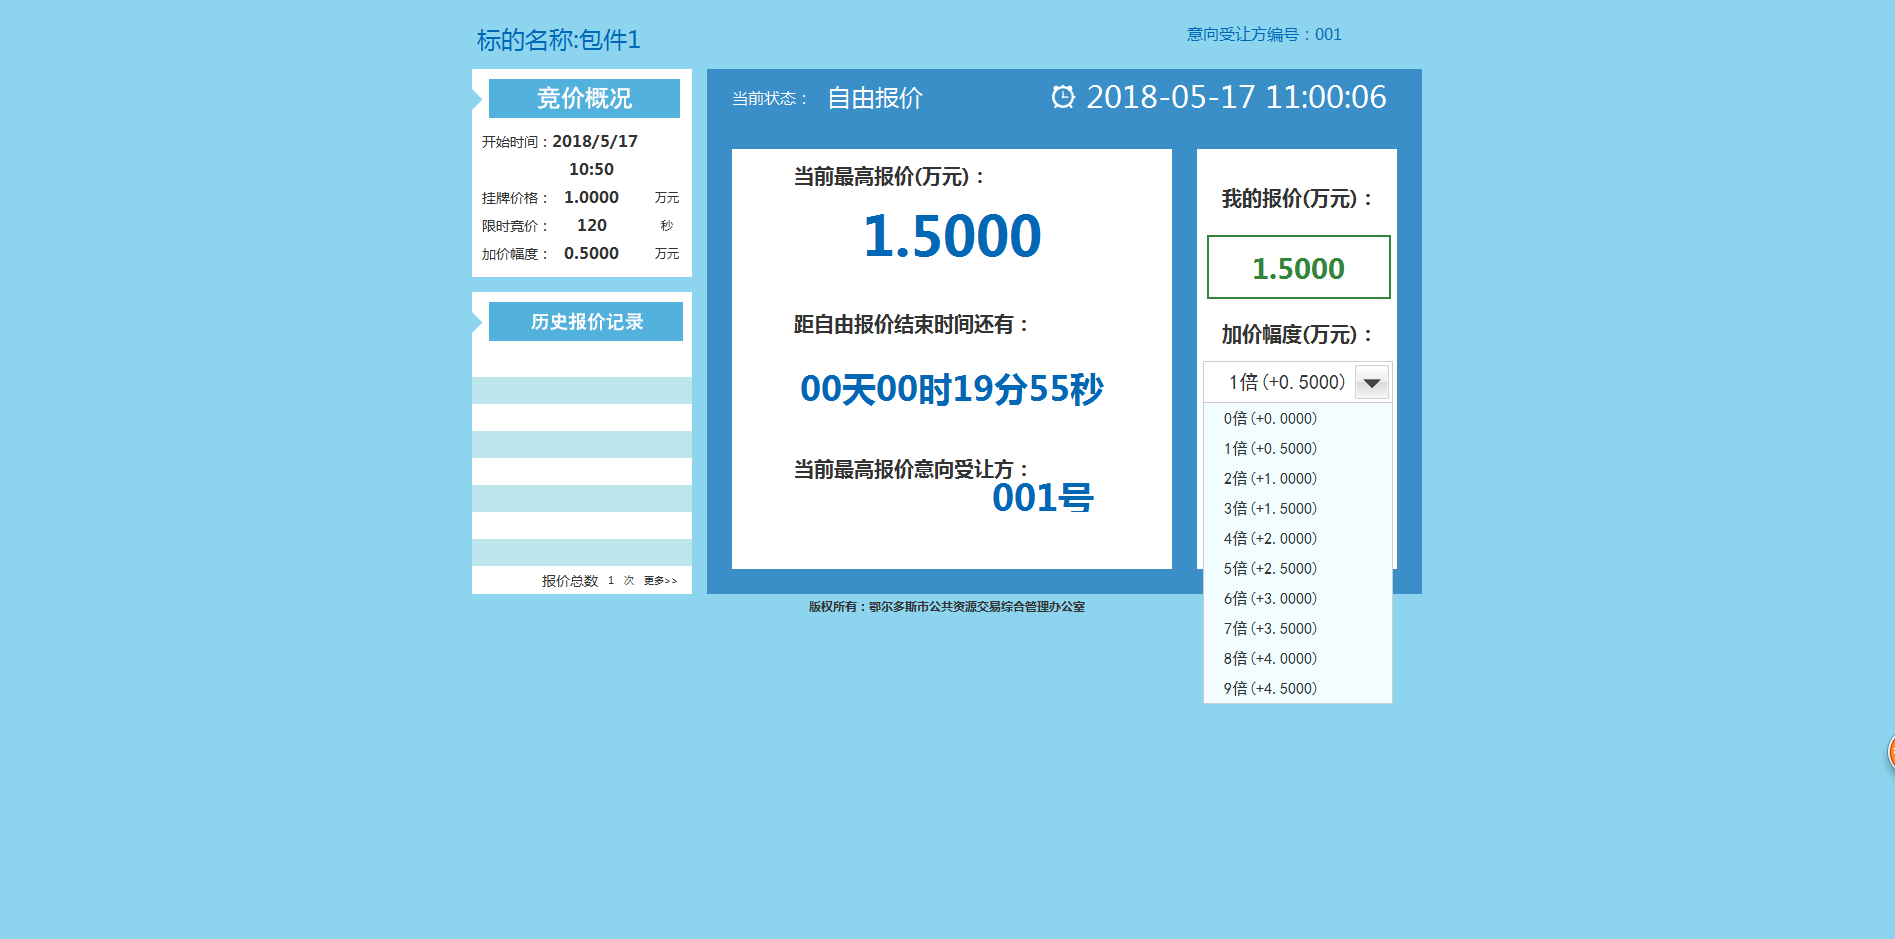 标的名称:包件1
意向受让方编号：001
竞价概况
开始时间：2018/5/17
10:50
挂牌价格： 1.0000 万元
限时竞价： 120 秒
加价幅度： 0.5000 万元
历史报价记录
报价总数 1 次 更多>>
当前状态： 自由报价
2018-05-17 11:00:06
当前最高报价(万元)：
1.5000
距自由报价结束时间还有：
00天00时19分55秒
当前最高报价意向受让方：
001号
我的报价(万元)：
1.5000
加价幅度(万元)：
1倍(+0.5000)
0倍(+0.0000)
1倍(+0.5000)
2倍(+1.0000)
3倍(+1.5000)
4倍(+2.0000)
5倍(+2.5000)
6倍(+3.0000)
7倍(+3.5000)
8倍(+4.0000)
9倍(+4.5000)
版权所有：鄂尔多斯市公共资源交易综合管理办公室